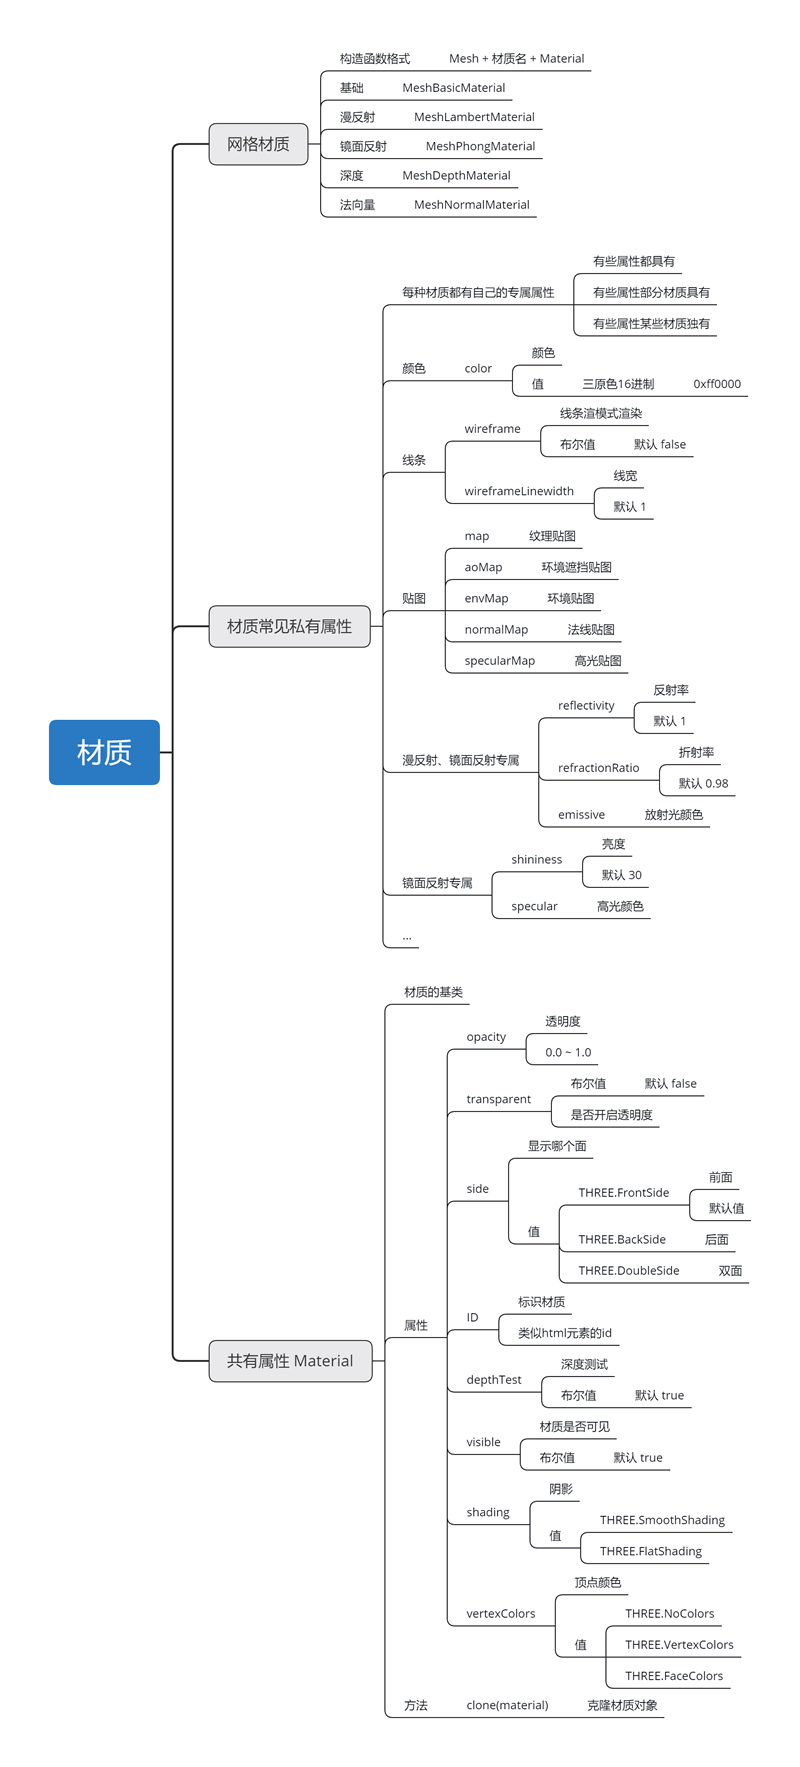 材质
网格材质
构造函数格式 Mesh + 材质名 + Material
基础 MeshBasicMaterial
漫反射 MeshLambertMaterial
镜面反射 MeshPhongMaterial
深度 MeshDepthMaterial
法向量 MeshNormalMaterial
材质常见私有属性
每种材质都有自己的专属属性
有些属性都具有
有些属性部分材质具有
有些属性某些材质独有
颜色 color
颜色
值 三原色16进制 0xff0000
线条
wireframe
线条渲模式渲染
布尔值 默认 false
wireframeLinewidth
线宽
默认 1
贴图
map 纹理贴图
aoMap 环境遮挡贴图
envMap 环境贴图
normalMap 法线贴图
specularMap 高光贴图
漫反射、镜面反射专属
reflectivity
反射率
默认 1
refractionRatio
折射率
默认 0.98
emissive 放射光颜色
镜面反射专属
shininess
亮度
默认 30
specular 高光颜色
...
共有属性 Material
材质的基类
属性
opacity
透明度
0.0 ~ 1.0
transparent
布尔值 默认 false
是否开启透明度
side
显示哪个面
值
THREE.FrontSide
前面
默认值
THREE.BackSide 后面
THREE.DoubleSide 双面
ID
标识材质
类似html元素的id
depthTest
深度测试
布尔值 默认 true
visible
材质是否可见
布尔值 默认 true
shading
阴影
值
THREE.SmoothShading
THREE.FlatShading
vertexColors
顶点颜色
值
THREE.NoColors
THREE.VertexColors
THREE.FaceColors
方法 clone(material) 克隆材质对象